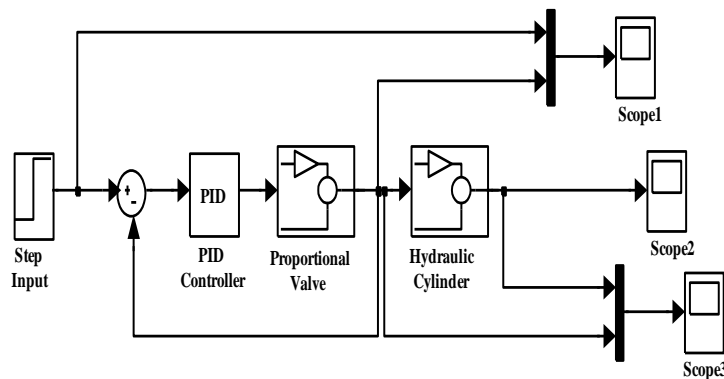 Scope1
+
-
PID
Step
Input
PID
Controller
Proportional
Valve
Hydraulic
Cylinder
Scope2
Scope3